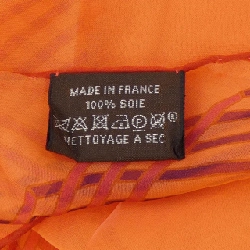 MADE IN FRANCE
100% SOIE
NETTOYAGE A SEC